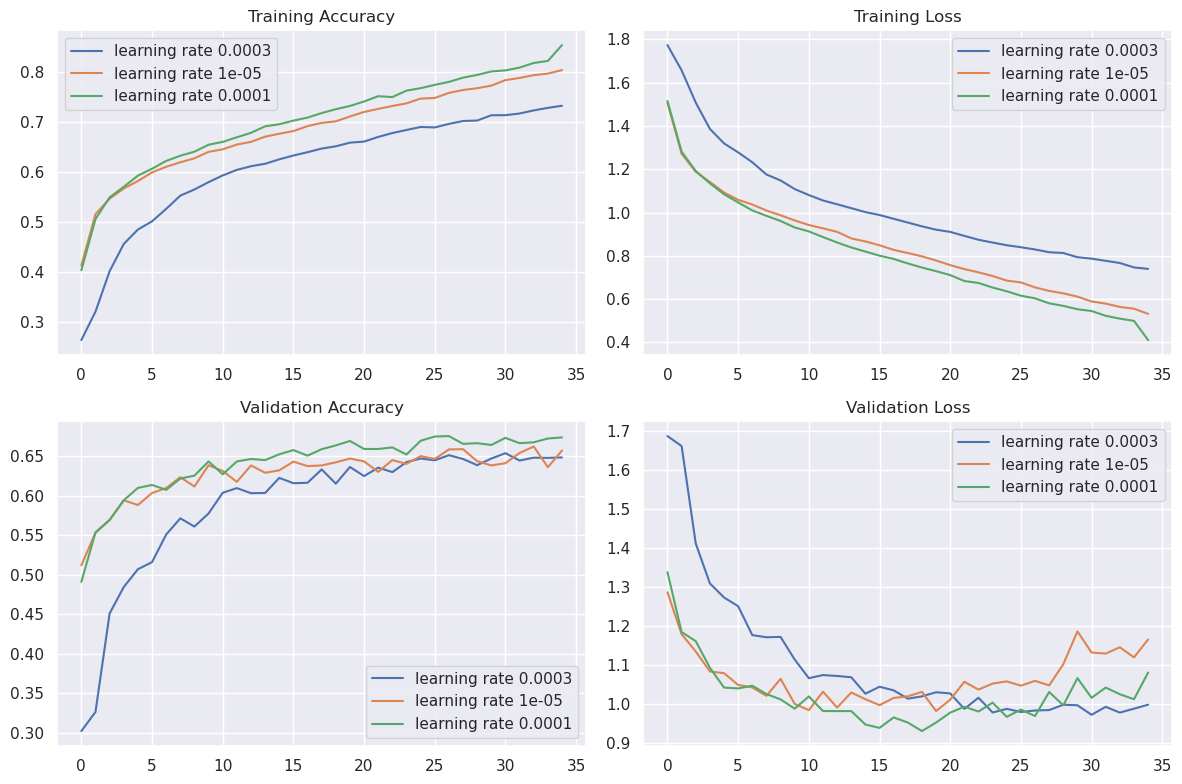 Training Accuracy
learning rate 0.0003
learning rate 1e-05
learning rate 0.0001
0.8
0.7
0.6
0.5
0.4
0.3
0 5 10 15 20 25 30 35
Training Loss
learning rate 0.0003
learning rate 1e-05
learning rate 0.0001
1.8
1.6
1.4
1.2
1.0
0.8
0.6
0.4
0 5 10 15 20 25 30 35
Validation Accuracy
0.65
0.60
0.55
0.50
0.45
0.40
0.35
0.30
learning rate 0.0003
learning rate 1e-05
learning rate 0.0001
0 5 10 15 20 25 30 35
Validation Loss
learning rate 0.0003
learning rate 1e-05
learning rate 0.0001
1.7
1.6
1.5
1.4
1.3
1.2
1.1
1.0
0.9
0 5 10 15 20 25 30 35